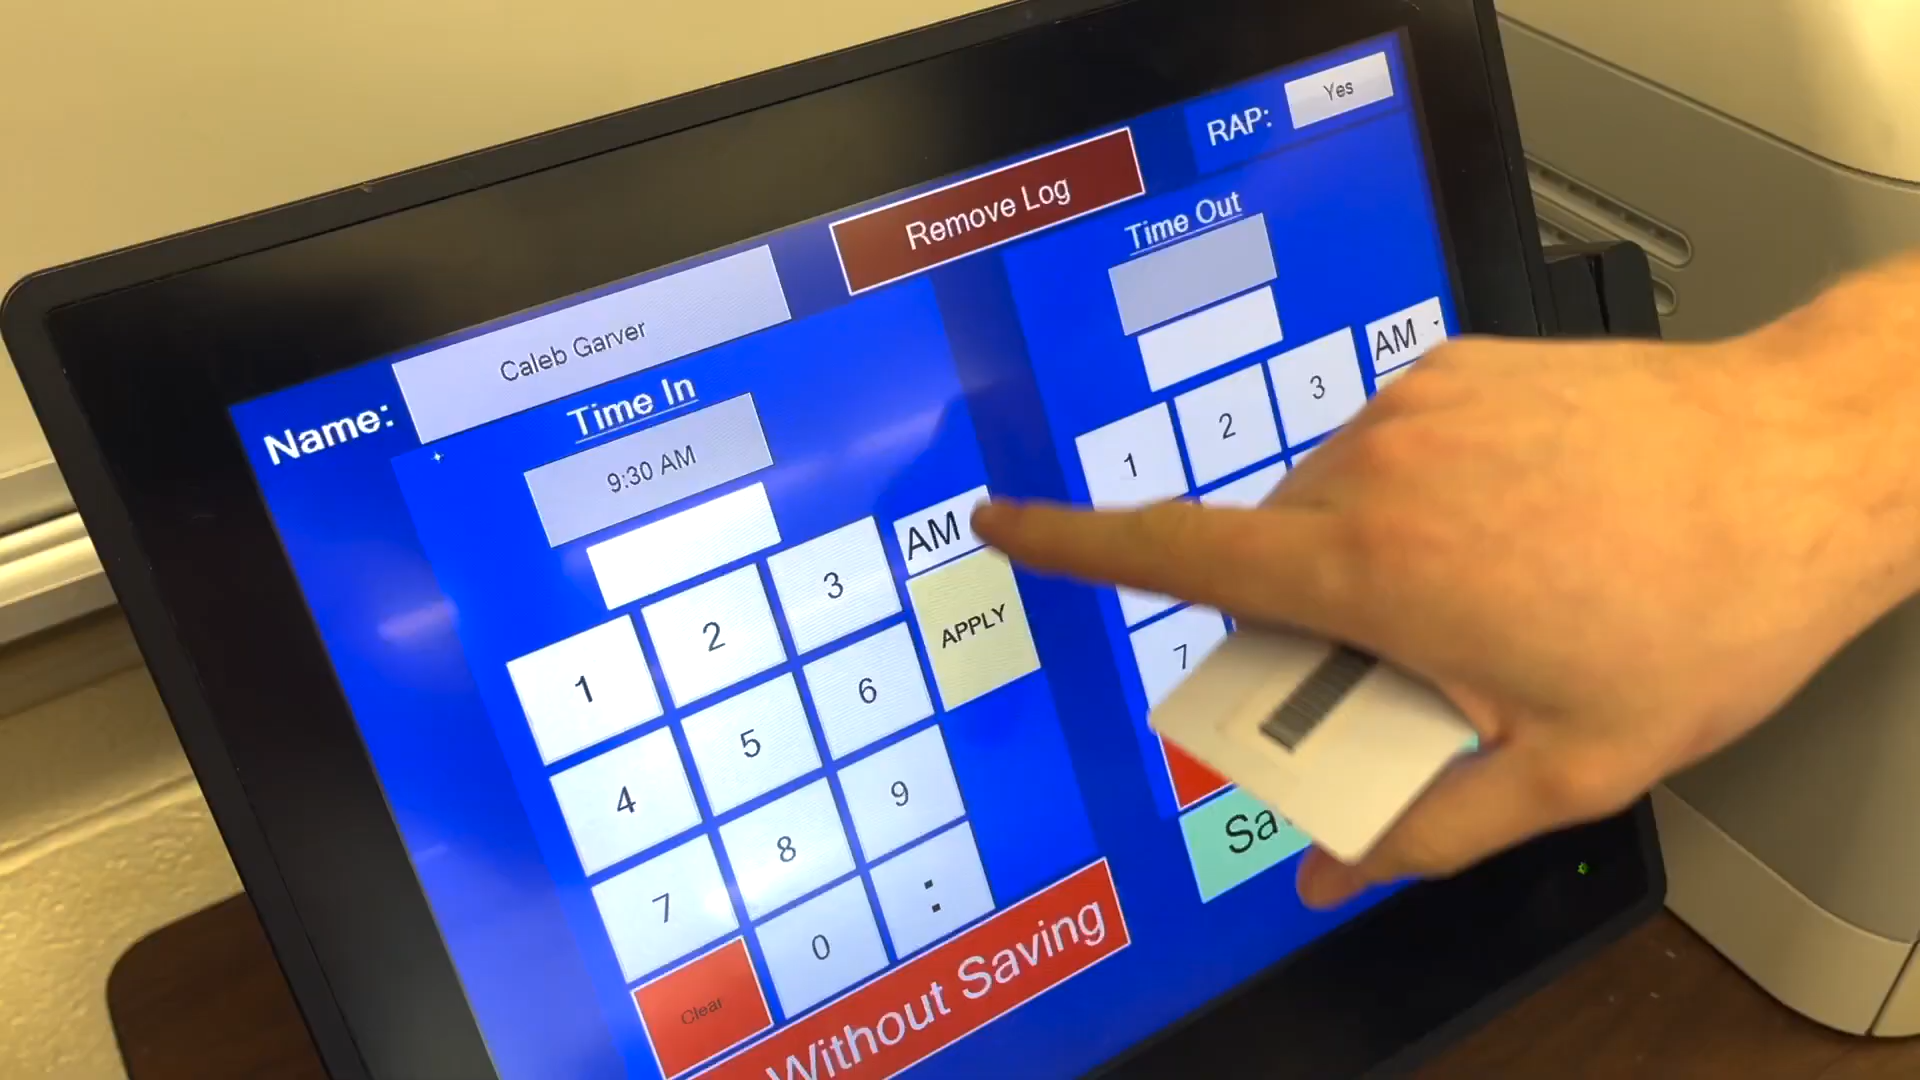 RAP: Yes
Remove Log
Name: Caleb Garver
Time In
9:30 AM
AM
APPLY
1 2 3
4 5 6
7 8 9
Clear 0 :
Time Out
AM
1 2 3
7
Without Saving